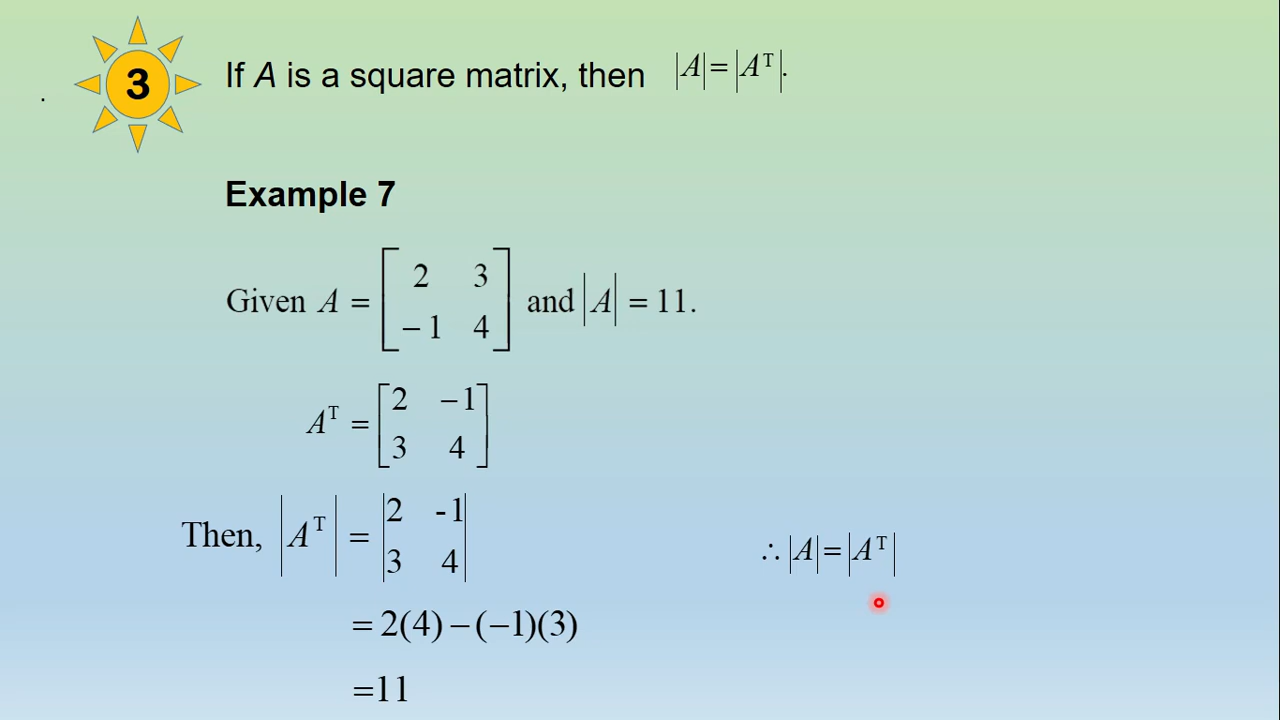 3
If A is a square matrix, then |A| = |Aᵀ|.
.
Example 7
Given A = [ 2 3 ; −1 4 ] and |A| = 11.
Aᵀ = [ 2 −1 ; 3 4 ]
Then, |Aᵀ| = | 2 -1 ; 3 4 |
∴ |A| = |Aᵀ|
= 2(4) − (−1)(3)
=11